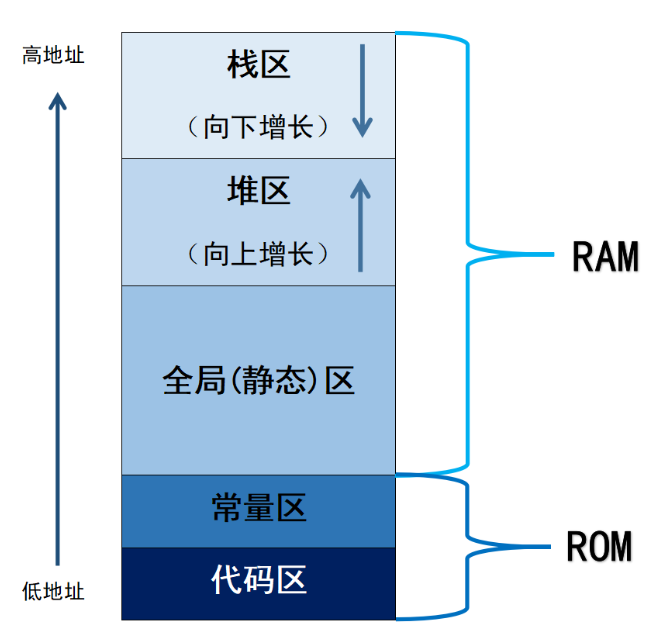 高地址
栈区
（向下增长）
堆区
（向上增长）
RAM
全局(静态)区
常量区
ROM
代码区
低地址